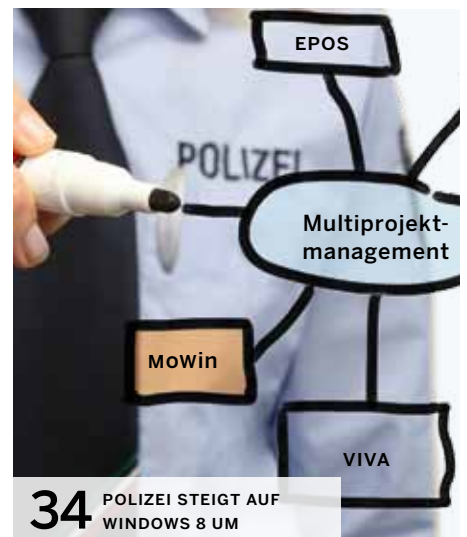 EPOS
POLIZEI
Multiprojekt-
management
MOWin
VIVA
34 POLIZEI STEIGT AUF
WINDOWS 8 UM